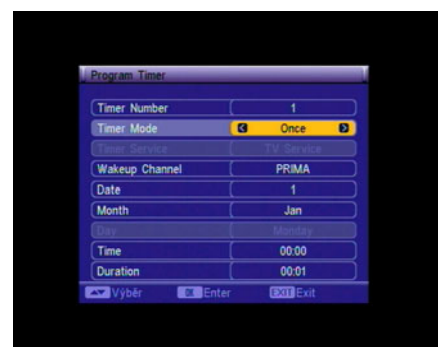 Program Timer
Timer Number 1
Timer Mode Once
Timer Service TV Service
Wakeup Channel PRIMA
Date 1
Month Jan
Day Monday
Time 00:00
Duration 00:01
Výběr OK Enter EXIT Exit